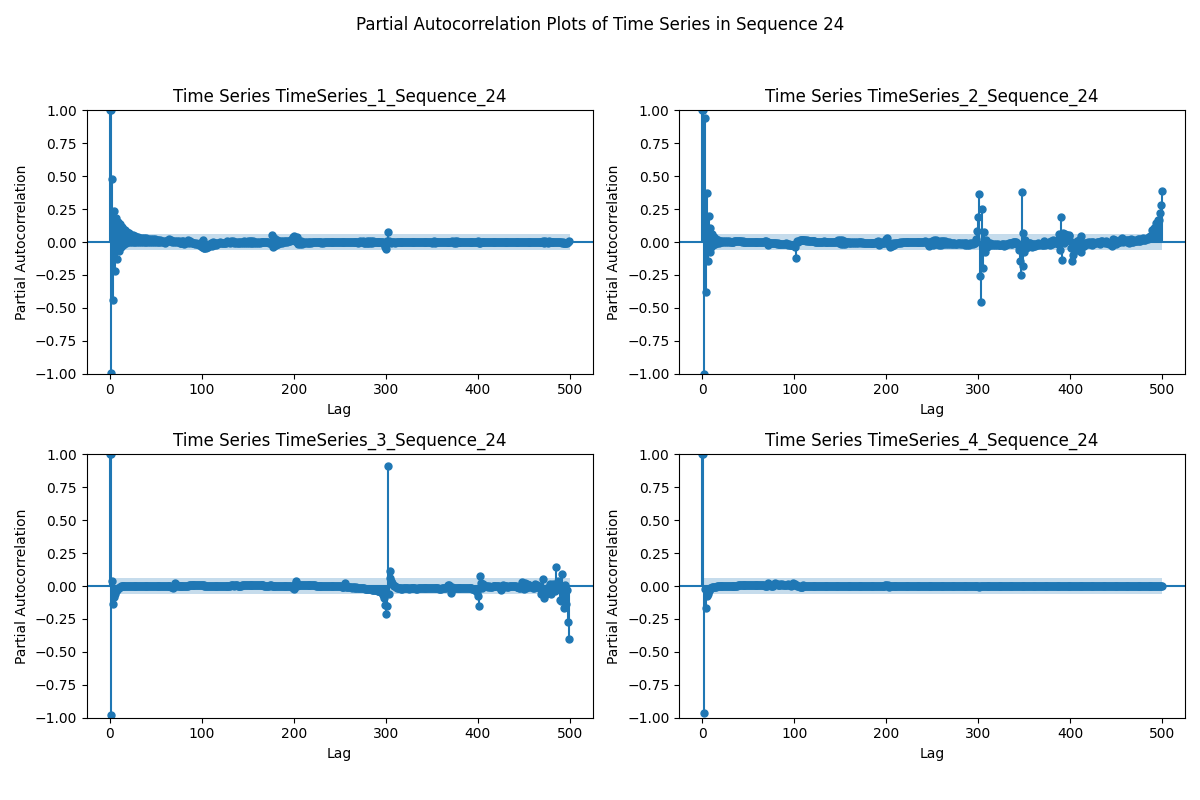 Partial Autocorrelation Plots of Time Series in Sequence 24
Time Series TimeSeries_1_Sequence_24
1.00
0.75
0.50
0.25
0.00
−0.25
−0.50
−0.75
−1.00
Partial Autocorrelation
0 100 200 300 400 500
Lag
Time Series TimeSeries_2_Sequence_24
1.00
0.75
0.50
0.25
0.00
−0.25
−0.50
−0.75
−1.00
Partial Autocorrelation
0 100 200 300 400 500
Lag
Time Series TimeSeries_3_Sequence_24
1.00
0.75
0.50
0.25
0.00
−0.25
−0.50
−0.75
−1.00
Partial Autocorrelation
0 100 200 300 400 500
Lag
Time Series TimeSeries_4_Sequence_24
1.00
0.75
0.50
0.25
0.00
−0.25
−0.50
−0.75
−1.00
Partial Autocorrelation
0 100 200 300 400 500
Lag